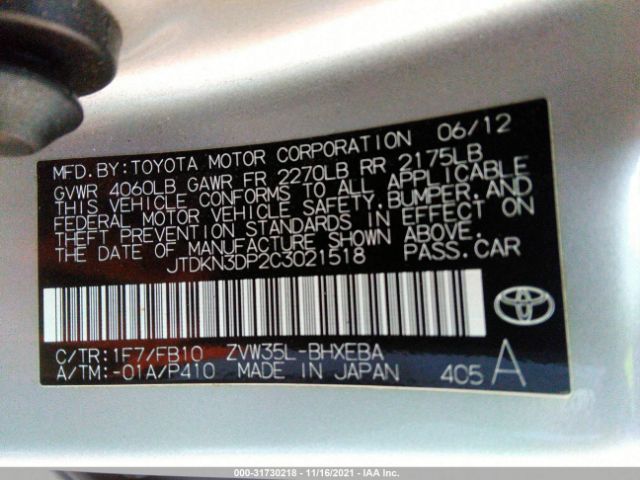 MFD. BY: TOYOTA MOTOR CORPORATION 06/12
GVWR 4060LB GAWR FR 2270LB RR 2175LB
THIS VEHICLE CONFORMS TO ALL APPLICABLE
FEDERAL MOTOR VEHICLE SAFETY, BUMPER, AND
THEFT PREVENTION STANDARDS IN EFFECT ON
THE DATE OF MANUFACTURE SHOWN ABOVE.
JTDKN3DP2C3021518 PASS. CAR
C/TR: 1F7/FB10 ZVW35L-BHXEBA
A/TM: -01A/P410 MADE IN JAPAN 405 A
000-31730218 - 11/16/2021 - IAA Inc.